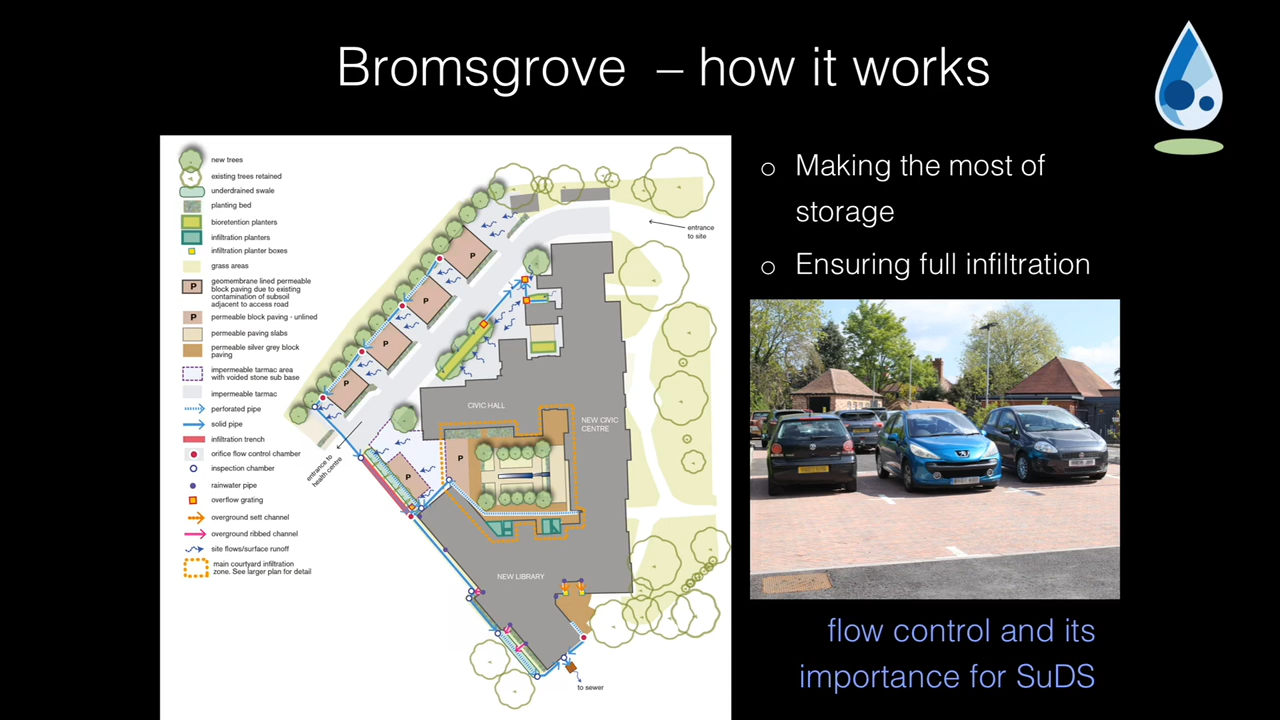 Bromsgrove – how it works
new trees
existing trees retained
underdrained swale
planting bed
bioretention planters
infiltration planters
infiltration planter boxes
grass areas
P
geomembrane lined permeable
block paving due to existing
contamination of subsoil
adjacent to access road
P
permeable block paving - unlined
permeable paving slabs
permeable silver grey block
paving
impermeable tarmac area
with voided stone sub base
impermeable tarmac
perforated pipe
solid pipe
infiltration trench
orifice flow control chamber
inspection chamber
rainwater pipe
overflow grating
overground sett channel
overground ribbed channel
site flows/surface runoff
main courtyard infiltration
zone. See larger plan for detail
entrance
to site
P
P
P
P
CIVIC HALL
NEW CIVIC
CENTRE
entrance to
health centre
P
P
NEW LIBRARY
to sewer
Making the most of
storage
Ensuring full infiltration
flow control and its
importance for SuDS